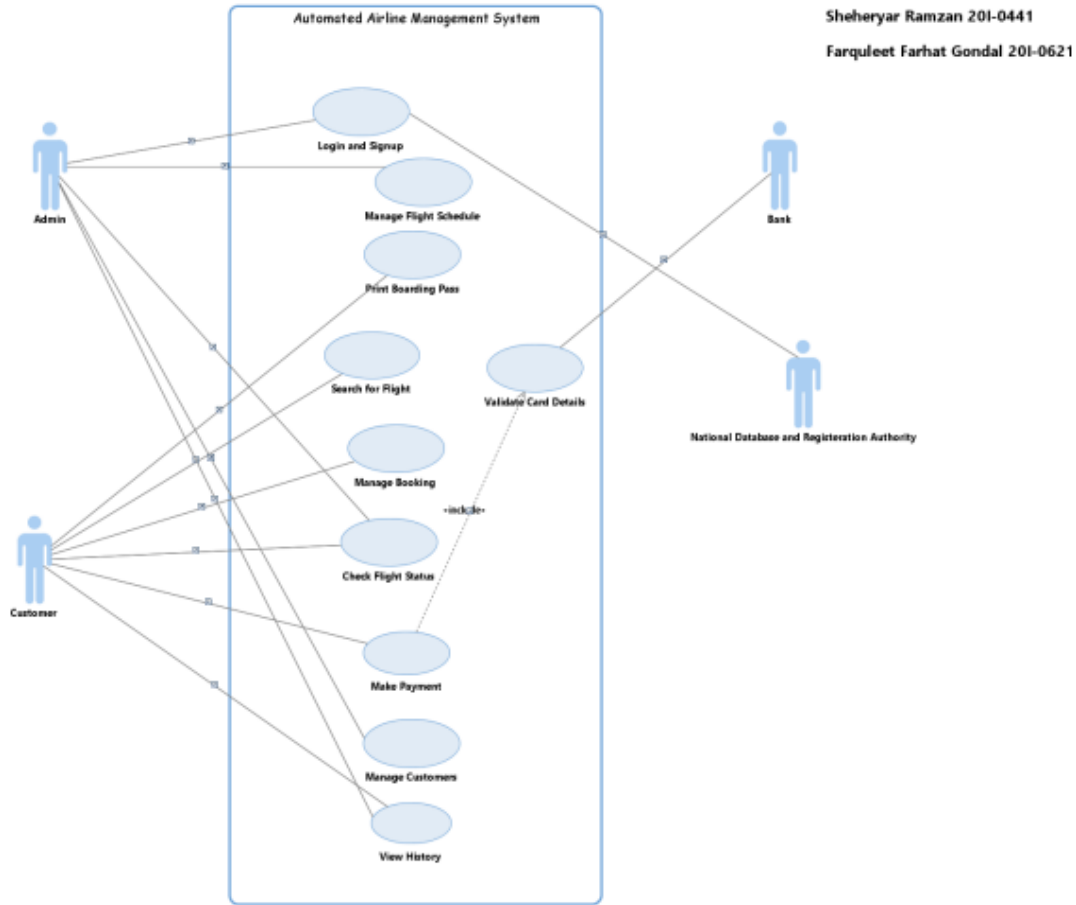 Automated Airline Management System
Sheheryar Ramzan 20I-0441
Farquleet Farhat Gondal 20I-0621
Login and Signup
Admin
Manage Flight Schedule
Bank
Print Boarding Pass
Search for Flight
Validate Card Details
National Database and Registeration Authority
Manage Booking
«include»
Check Flight Status
Customer
Make Payment
Manage Customers
View History